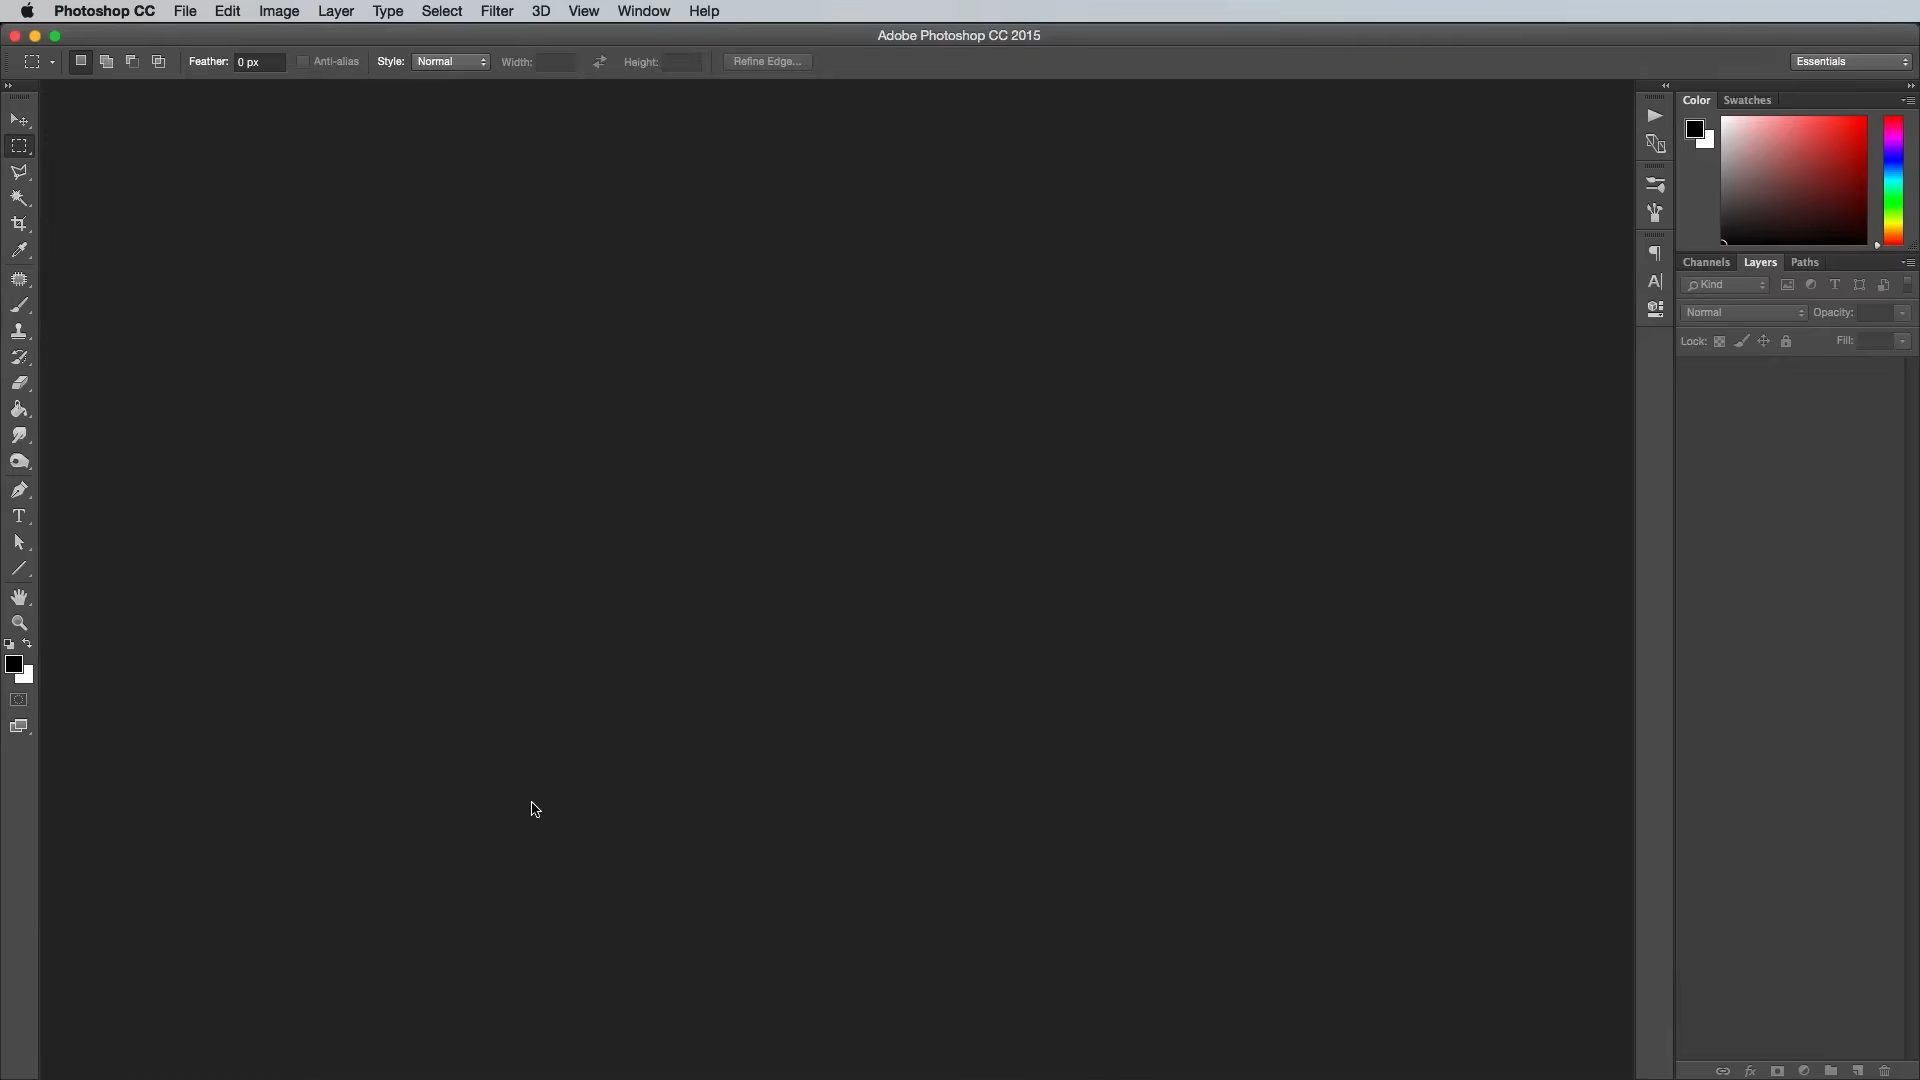 Photoshop CC File Edit Image Layer Type Select Filter 3D View Window Help
Adobe Photoshop CC 2015
Feather: 0 px Anti-alias Style: Normal Width: Height: Refine Edge... Essentials
Color Swatches
Channels Layers Paths
Kind
Normal Opacity:
Lock: Fill: